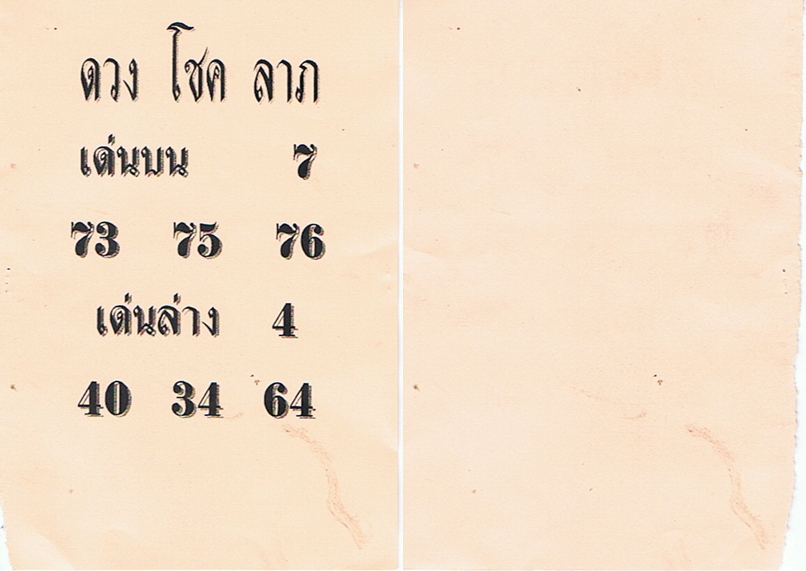 ดวง โชค ลาภ
เด่นบน 7
73 75 76
เด่นล่าง 4
40 34 64